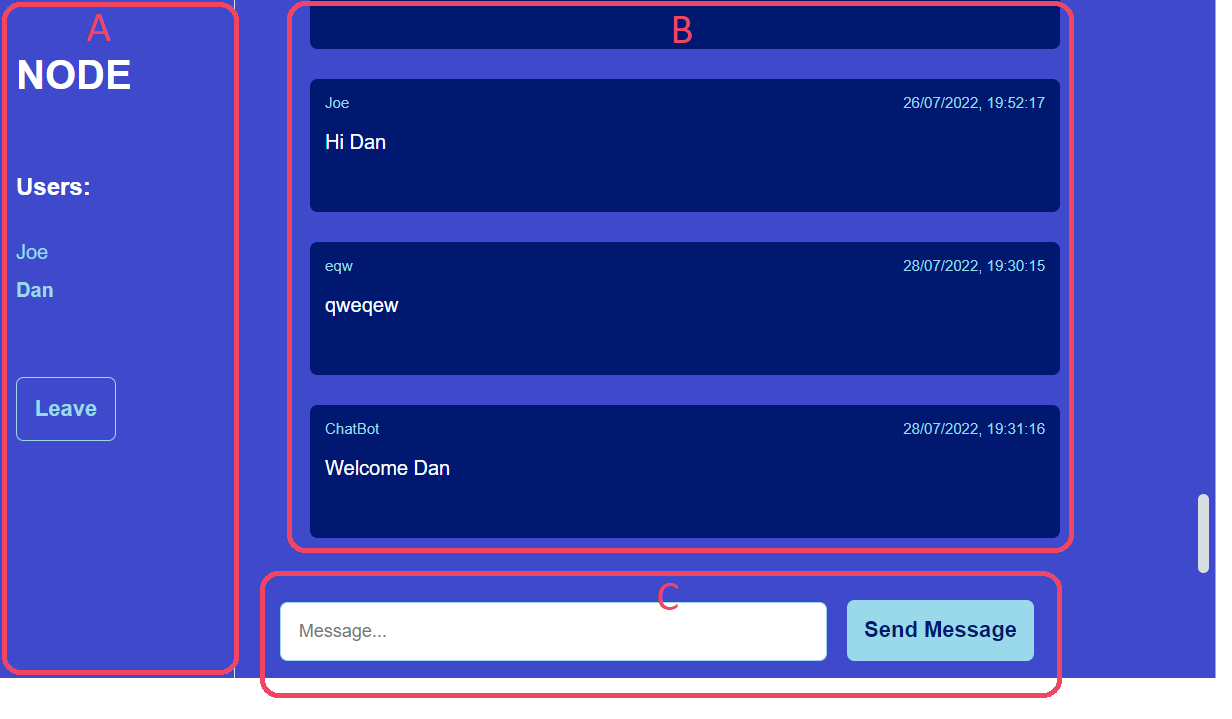 A
NODE
Users:
Joe
Dan
Leave
B
Joe 26/07/2022, 19:52:17
Hi Dan
eqw 28/07/2022, 19:30:15
qweqew
ChatBot 28/07/2022, 19:31:16
Welcome Dan
C
Message... Send Message